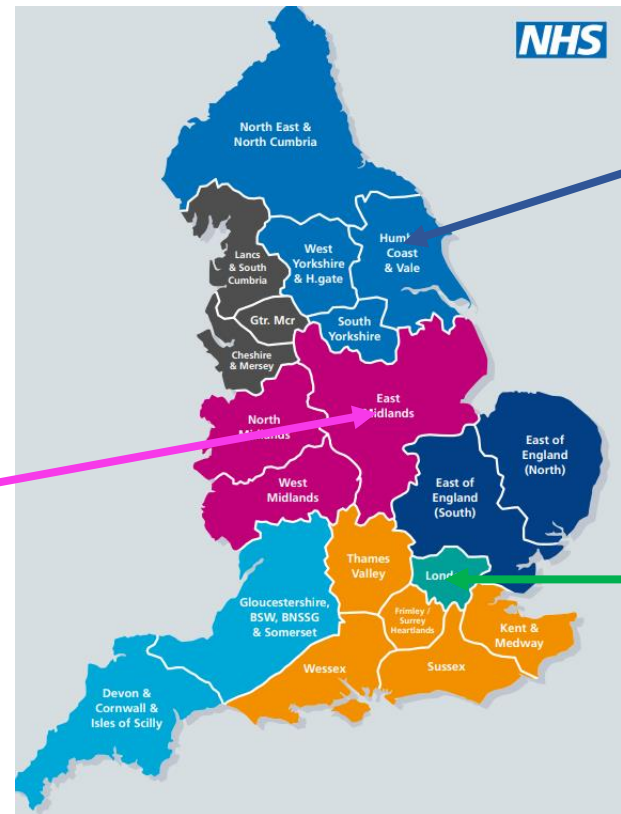 NHS
North East &
North Cumbria
Lancs
& South
Cumbria
West
Yorkshire
& H.gate
Coast
& Vale
Gtr. Mcr
South
Yorkshire
Cheshire
& Mersey
East
North
East of
England
(North)
West
Midlands
East of
England
(South)
Thames
Valley
Gloucestershire,
BSW, BNSSG
& Somerset
Frimley /
Surrey
Heartlands
Kent &
Medway
Wessex
Sussex
Devon &
Cornwall &
Isles of Scilly